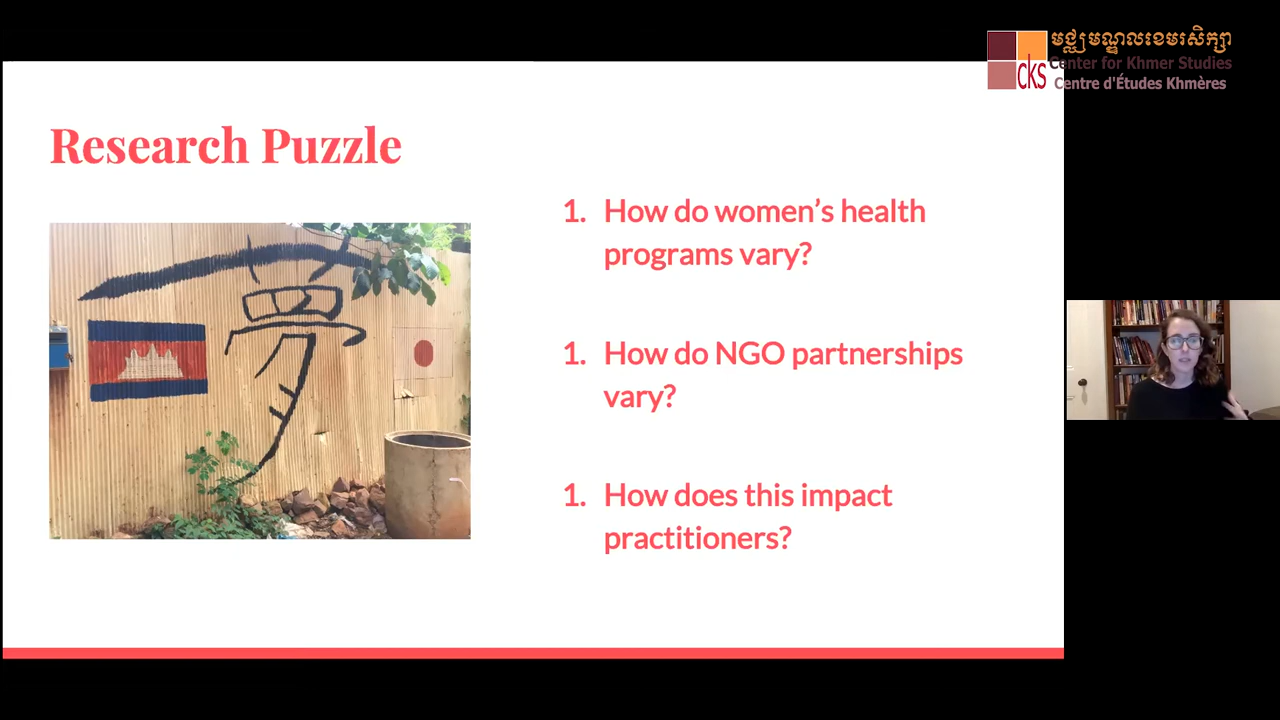 មជ្ឈមណ្ឌលខេមរសិក្សា
Center for Khmer Studies
Centre d'Études Khmères
CKS
Research Puzzle
夢
1. How do women's health
programs vary?
1. How do NGO partnerships
vary?
1. How does this impact
practitioners?